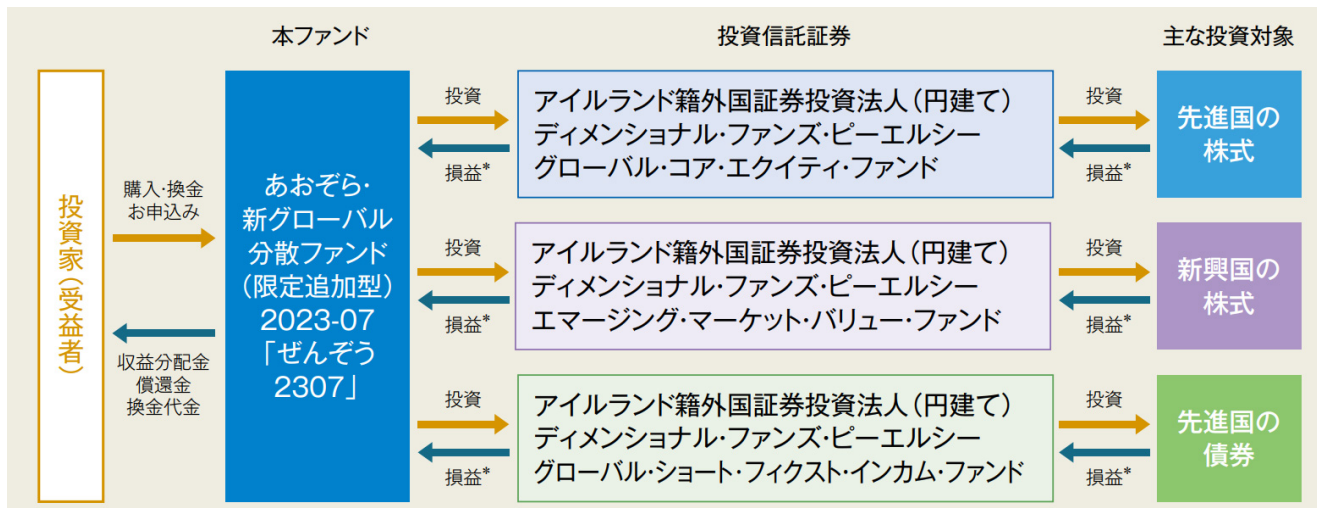 本ファンド
投資信託証券
主な投資対象
投資家(受益者)
購入・換金
お申込み
収益分配金
償還金
換金代金
あおぞら・
新グローバル
分散ファンド
(限定追加型)
2023-07
「ぜんぞう
2307」
投資
損益*
アイルランド籍外国証券投資法人(円建て)
ディメンショナル・ファンズ・ピーエルシー
グローバル・コア・エクイティ・ファンド
投資
損益*
先進国の
株式
投資
損益*
アイルランド籍外国証券投資法人(円建て)
ディメンショナル・ファンズ・ピーエルシー
エマージング・マーケット・バリュー・ファンド
投資
損益*
新興国の
株式
投資
損益*
アイルランド籍外国証券投資法人(円建て)
ディメンショナル・ファンズ・ピーエルシー
グローバル・ショート・フィクスト・インカム・ファンド
投資
損益*
先進国の
債券